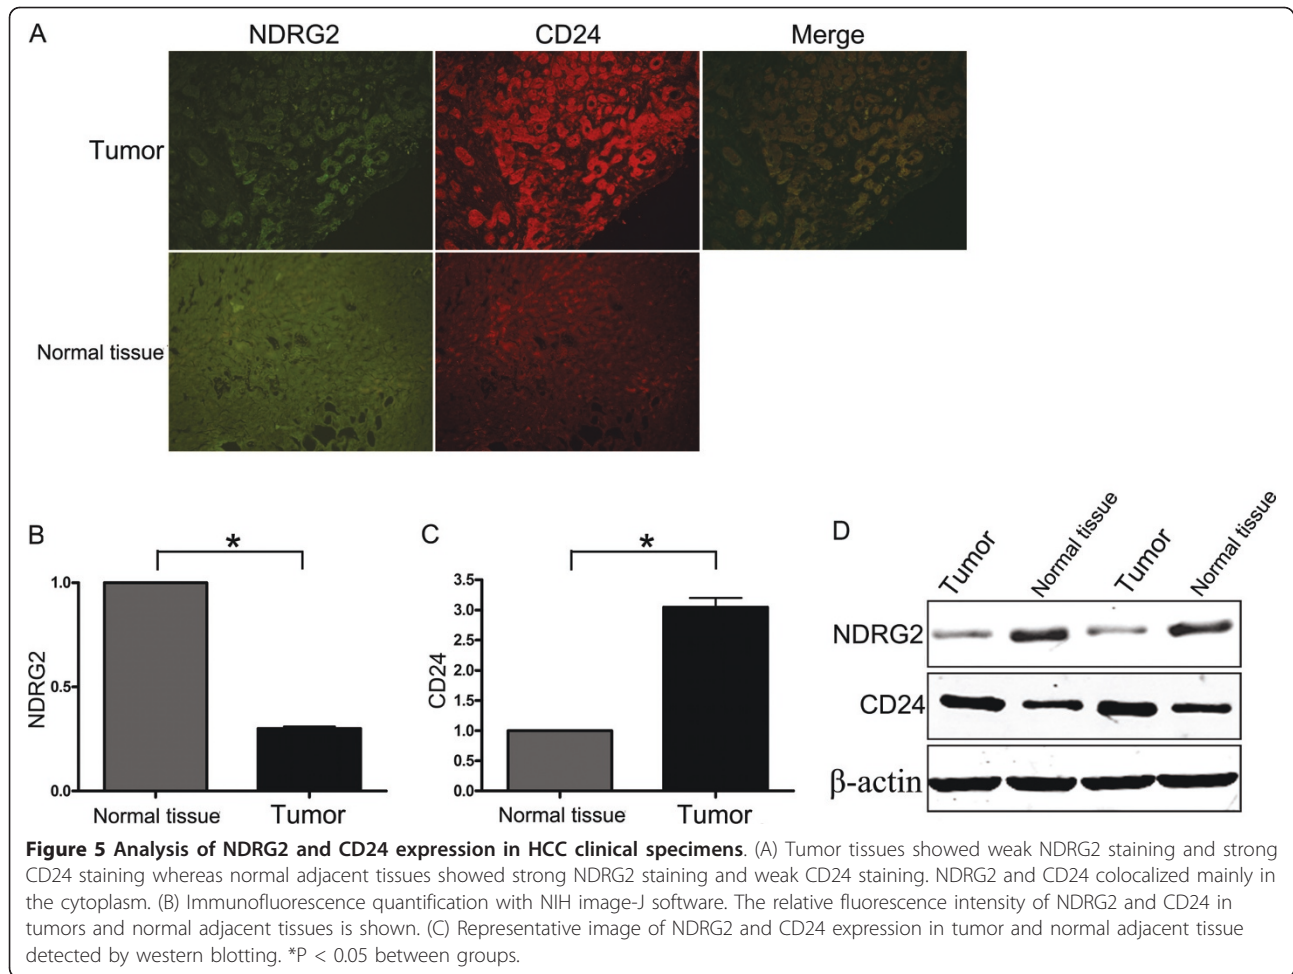 A
NDRG2 CD24 Merge
Tumor
Normal tissue
B
*
1.0
0.5
0.0
NDRG2
Normal tissue Tumor
C
*
3.5
3.0
2.5
2.0
1.5
1.0
0.5
0.0
CD24
Normal tissue Tumor
D
Tumor Normal tissue Tumor Normal tissue
NDRG2
CD24
β-actin
Figure 5 Analysis of NDRG2 and CD24 expression in HCC clinical specimens. (A) Tumor tissues showed weak NDRG2 staining and strong
CD24 staining whereas normal adjacent tissues showed strong NDRG2 staining and weak CD24 staining. NDRG2 and CD24 colocalized mainly in
the cytoplasm. (B) Immunofluorescence quantification with NIH image-J software. The relative fluorescence intensity of NDRG2 and CD24 in
tumors and normal adjacent tissues is shown. (C) Representative image of NDRG2 and CD24 expression in tumor and normal adjacent tissue
detected by western blotting. *P < 0.05 between groups.